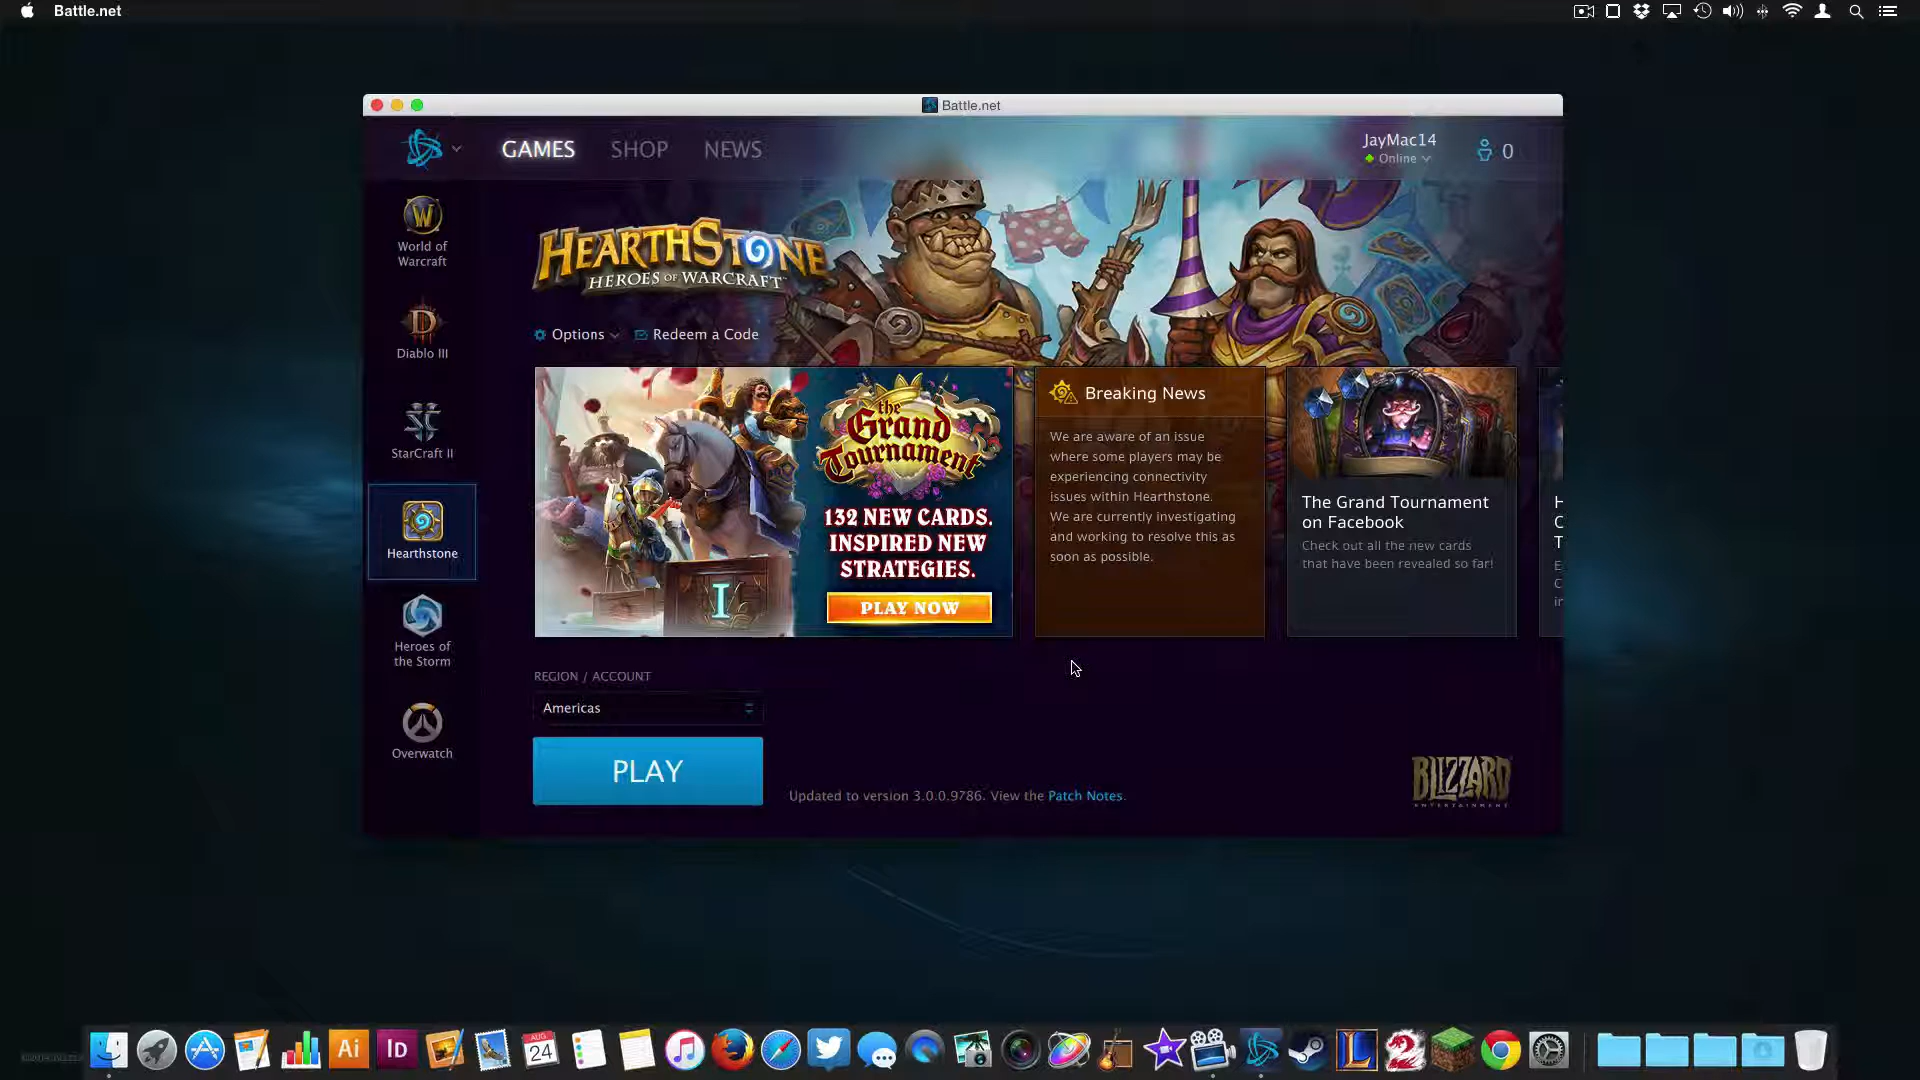 Battle.net
Battle.net
GAMES SHOP NEWS
JayMac14
Online
0
World of
Warcraft
Diablo III
StarCraft II
Hearthstone
Heroes of
the Storm
Overwatch
HEARTHSTONE
HEROES OF WARCRAFT
Options
Redeem a Code
the
Grand
Tournament
132 NEW CARDS.
INSPIRED NEW
STRATEGIES.
PLAY NOW
I
Breaking News
We are aware of an issue
where some players may be
experiencing connectivity
issues within Hearthstone.
We are currently investigating
and working to resolve this as
soon as possible.
The Grand Tournament
on Facebook
Check out all the new cards
that have been revealed so far!
H
C
T
E
C
in
REGION / ACCOUNT
Americas
PLAY
Updated to version 3.0.0.9786. View the Patch Notes.
BLIZZARD
ENTERTAINMENT
Ai
Id
AUG
24
L
2